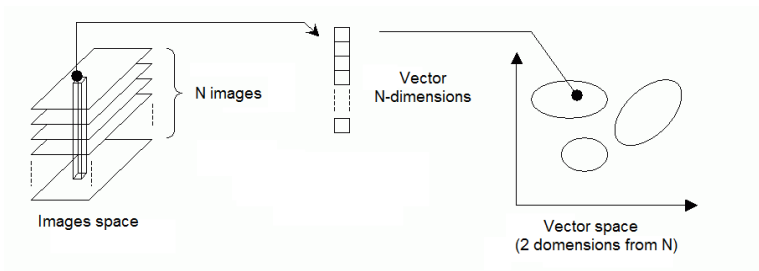 N images
Vector
N-dimensions
Images space
Vector space
(2 domensions from N)